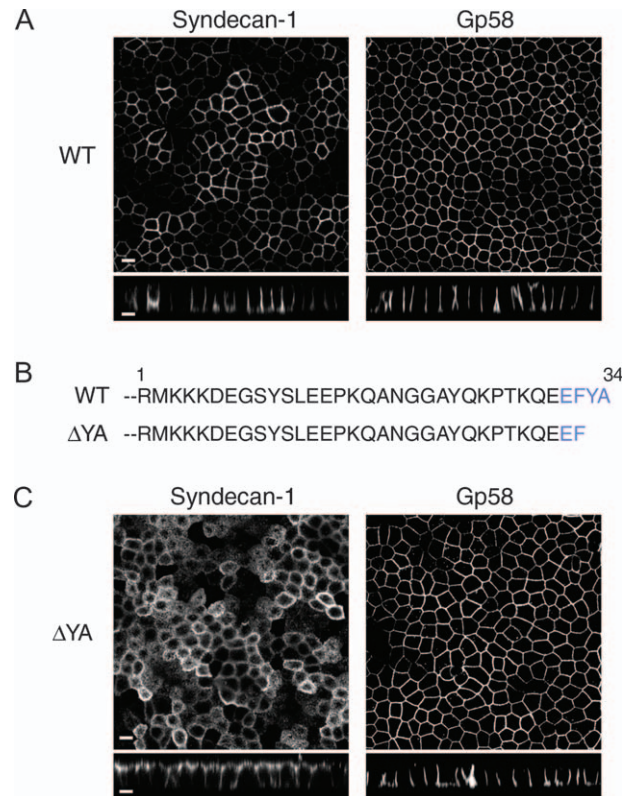 A
Syndecan-1 Gp58
WT
B
1 34
WT --RMKKKDEGSYSLEEPKQANGGAYQKPTKQEEFYA
ΔYA --RMKKKDEGSYSLEEPKQANGGAYQKPTKQEEF
C
Syndecan-1 Gp58
ΔYA